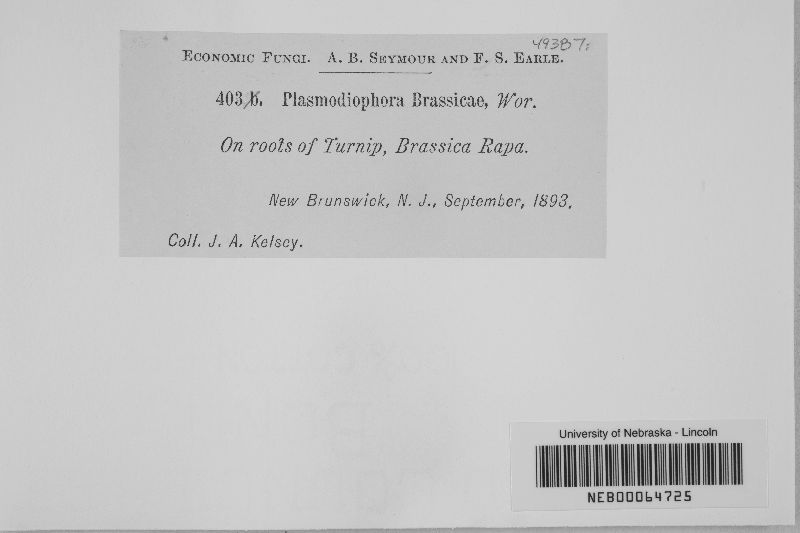 49387.
ECONOMIC FUNGI. A. B. SEYMOUR AND F. S. EARLE.
403b. Plasmodiophora Brassicae, Wor.
On roots of Turnip, Brassica Rapa.
New Brunswick, N. J., September, 1893.
Coll. J. A. Kelsey.
University of Nebraska - Lincoln
NEB00064725